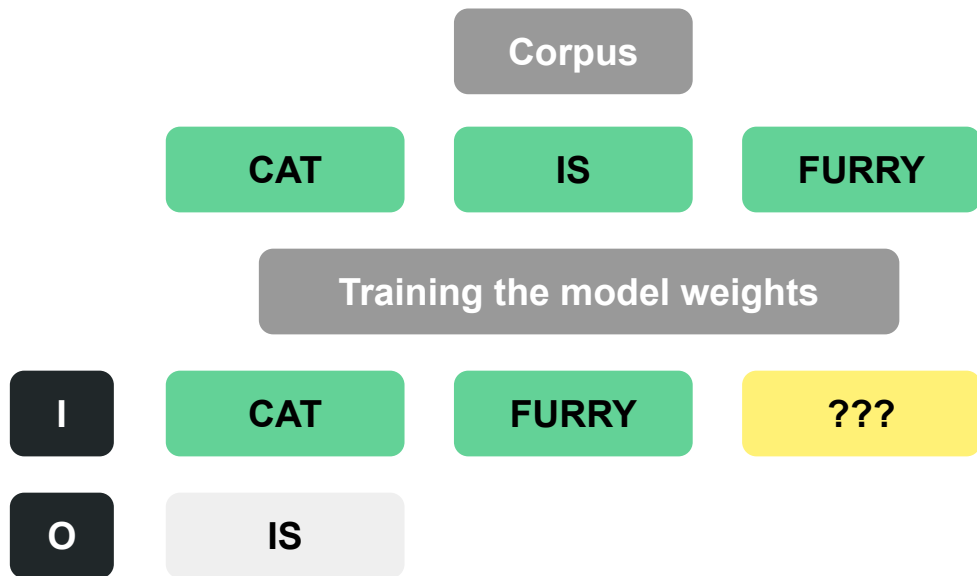 Corpus
CAT IS FURRY
Training the model weights
I CAT FURRY ???
O IS